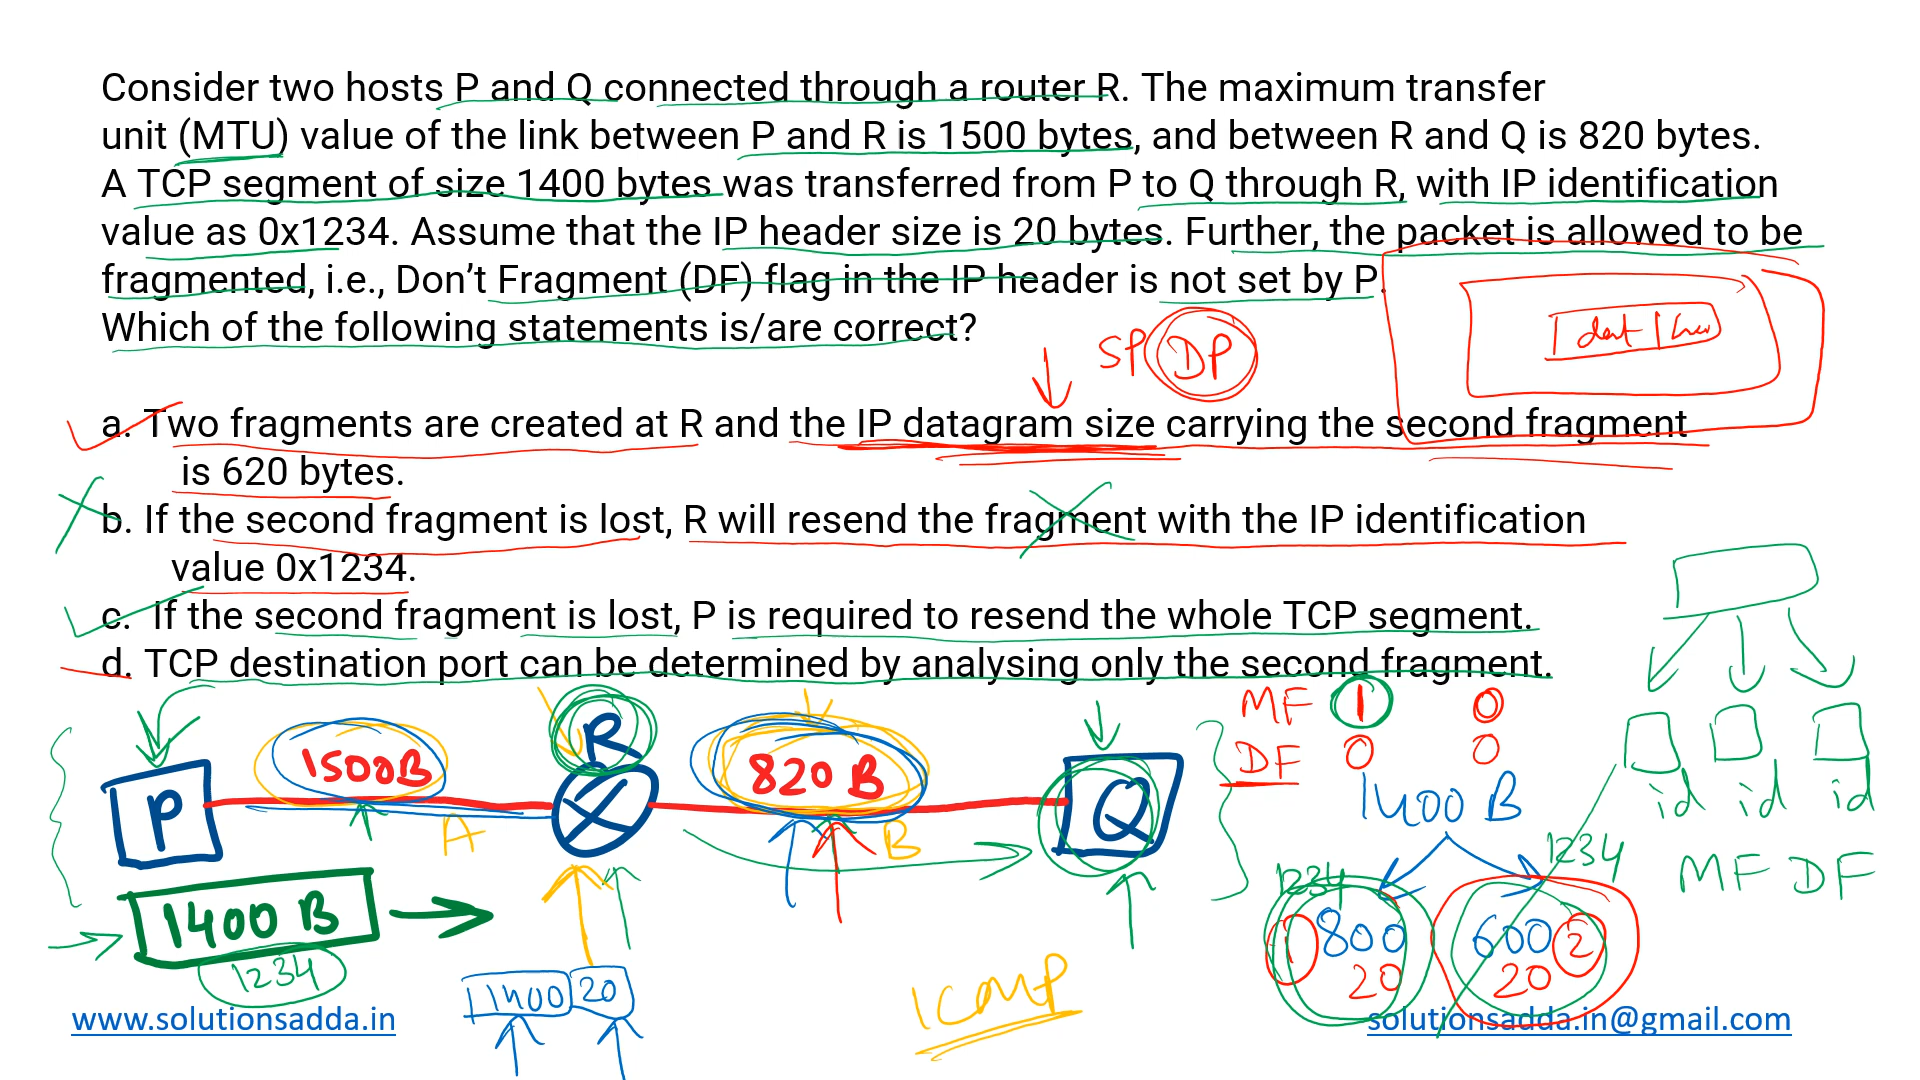 Consider two hosts P and Q connected through a router R. The maximum transfer
unit (MTU) value of the link between P and R is 1500 bytes, and between R and Q is 820 bytes.
A TCP segment of size 1400 bytes was transferred from P to Q through R, with IP identification
value as 0x1234. Assume that the IP header size is 20 bytes. Further, the packet is allowed to be
fragmented, i.e., Don’t Fragment (DF) flag in the IP header is not set by P.
Which of the following statements is/are correct?
SP DP
a. Two fragments are created at R and the IP datagram size carrying the second fragment
is 620 bytes.
b. If the second fragment is lost, R will resend the fragment with the IP identification
value 0x1234.
c. If the second fragment is lost, P is required to resend the whole TCP segment.
d. TCP destination port can be determined by analysing only the second fragment.
MF 1 0
DF 0 0
R
1500B 820 B
P Q
A B
1400 B
id id id
1234 1234
MF DF
1400 B
1 800 600 2
20 20
1234
1400 20
ICMP
www.solutionsadda.in
solutionsadda.in@gmail.com